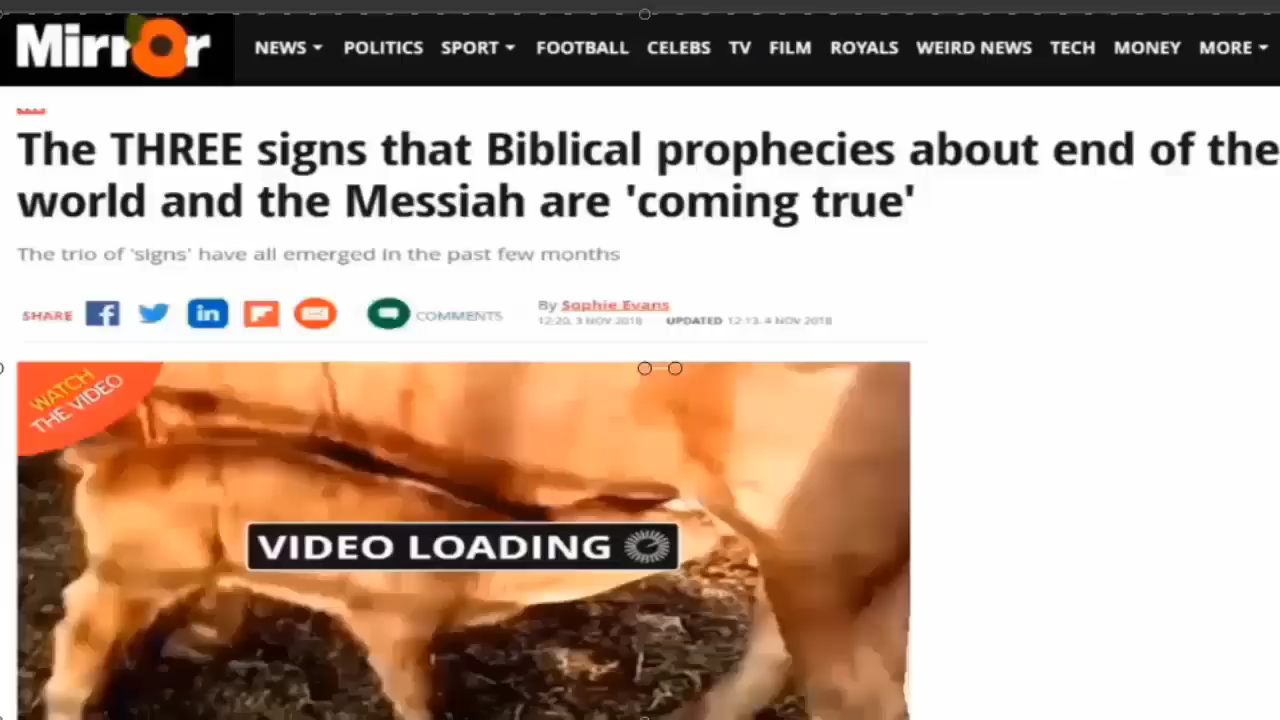 Mirror
NEWS POLITICS SPORT FOOTBALL CELEBS TV FILM ROYALS WEIRD NEWS TECH MONEY MORE
The THREE signs that Biblical prophecies about end of the
world and the Messiah are 'coming true'
The trio of 'signs' have all emerged in the past few months
SHARE in COMMENTS
By Sophie Evans
12:20, 3 NOV 2018 UPDATED 12:13, 4 NOV 2018
WATCH
THE VIDEO
VIDEO LOADING